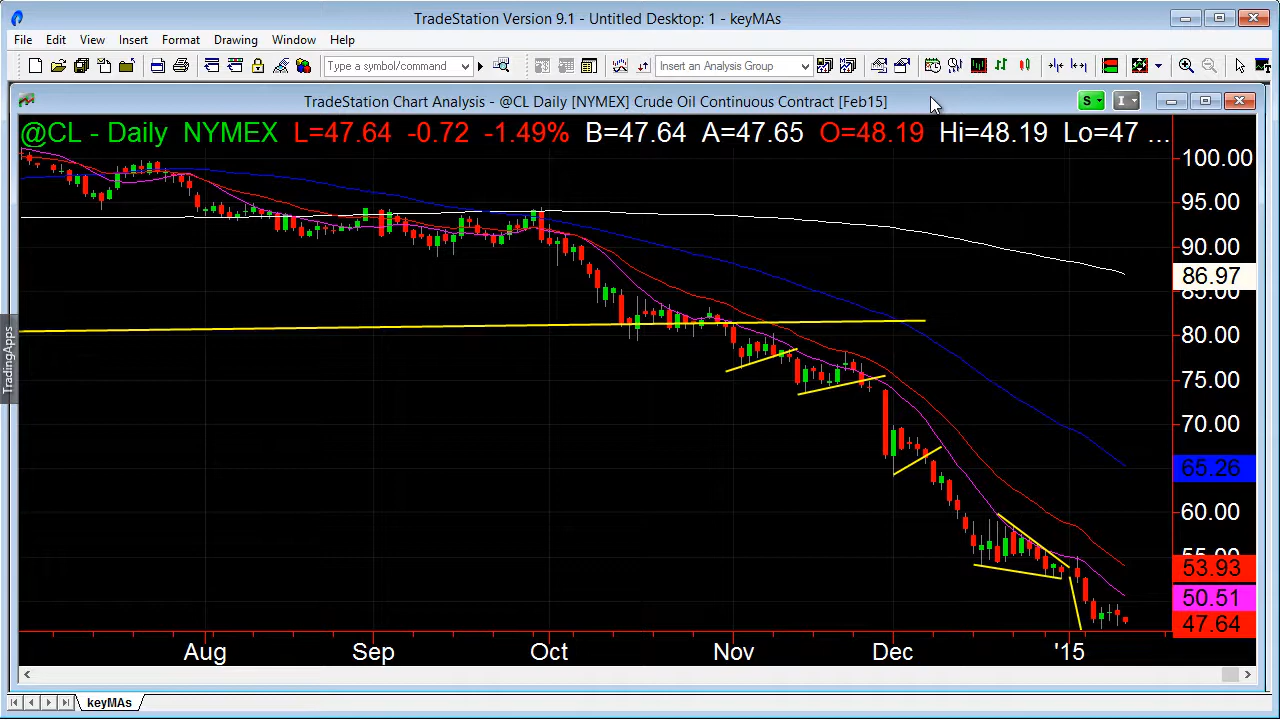 TradeStation Version 9.1 - Untitled Desktop: 1 - keyMAs
File Edit View Insert Format Drawing Window Help
Type a symbol/command Insert an Analysis Group
TradeStation Chart Analysis - @CL Daily [NYMEX] Crude Oil Continuous Contract [Feb15] S I
@CL - Daily NYMEX L=47.64 -0.72 -1.49% B=47.64 A=47.65 O=48.19 Hi=48.19 Lo=47 ...
100.00
95.00
90.00
86.97
85.00
80.00
75.00
70.00
65.26
60.00
55.00
53.93
50.51
47.64
TradingApps
Aug Sep Oct Nov Dec '15
keyMAs